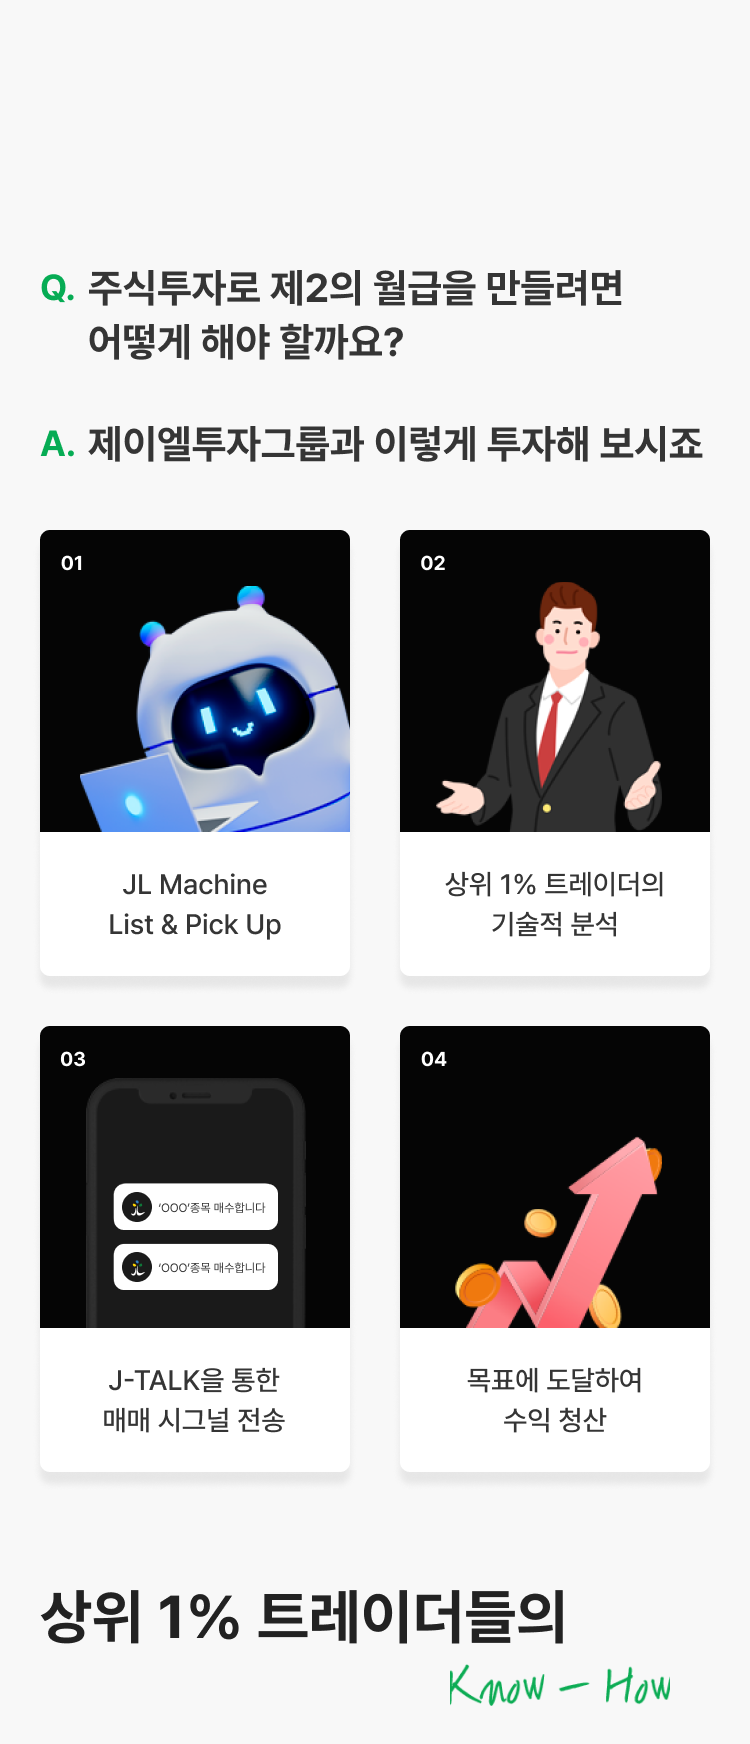 Q. 주식투자로 제2의 월급을 만들려면
어떻게 해야 할까요?
A. 제이엘투자그룹과 이렇게 투자해 보시죠
01
JL Machine
List & Pick Up
02
상위 1% 트레이더의
기술적 분석
03
JL
'OOO'종목 매수합니다
JL
'OOO'종목 매수합니다
J-TALK을 통한
매매 시그널 전송
04
목표에 도달하여
수익 청산
상위 1% 트레이더들의
Know - How